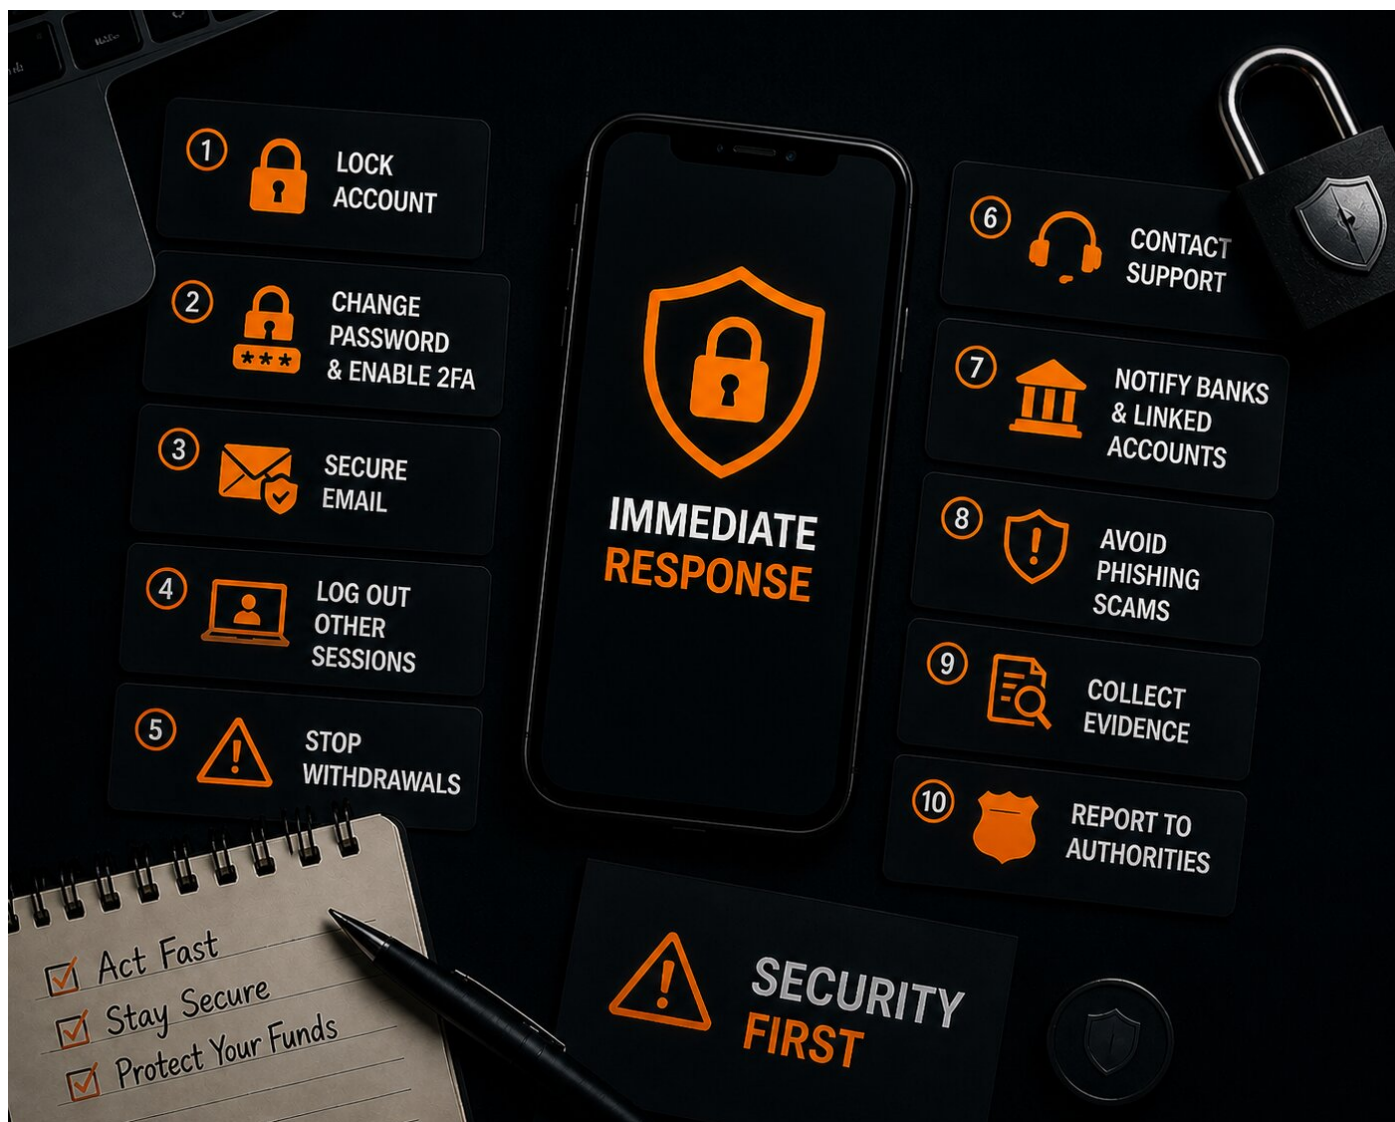 1
LOCK
ACCOUNT
2
CHANGE
PASSWORD
& ENABLE 2FA
***
3
SECURE
EMAIL
4
LOG OUT
OTHER
SESSIONS
5
STOP
WITHDRAWALS
IMMEDIATE
RESPONSE
6
CONTACT
SUPPORT
7
NOTIFY BANKS
& LINKED
ACCOUNTS
8
AVOID
PHISHING
SCAMS
9
COLLECT
EVIDENCE
10
REPORT TO
AUTHORITIES
Act Fast
Stay Secure
Protect Your Funds
SECURITY
FIRST